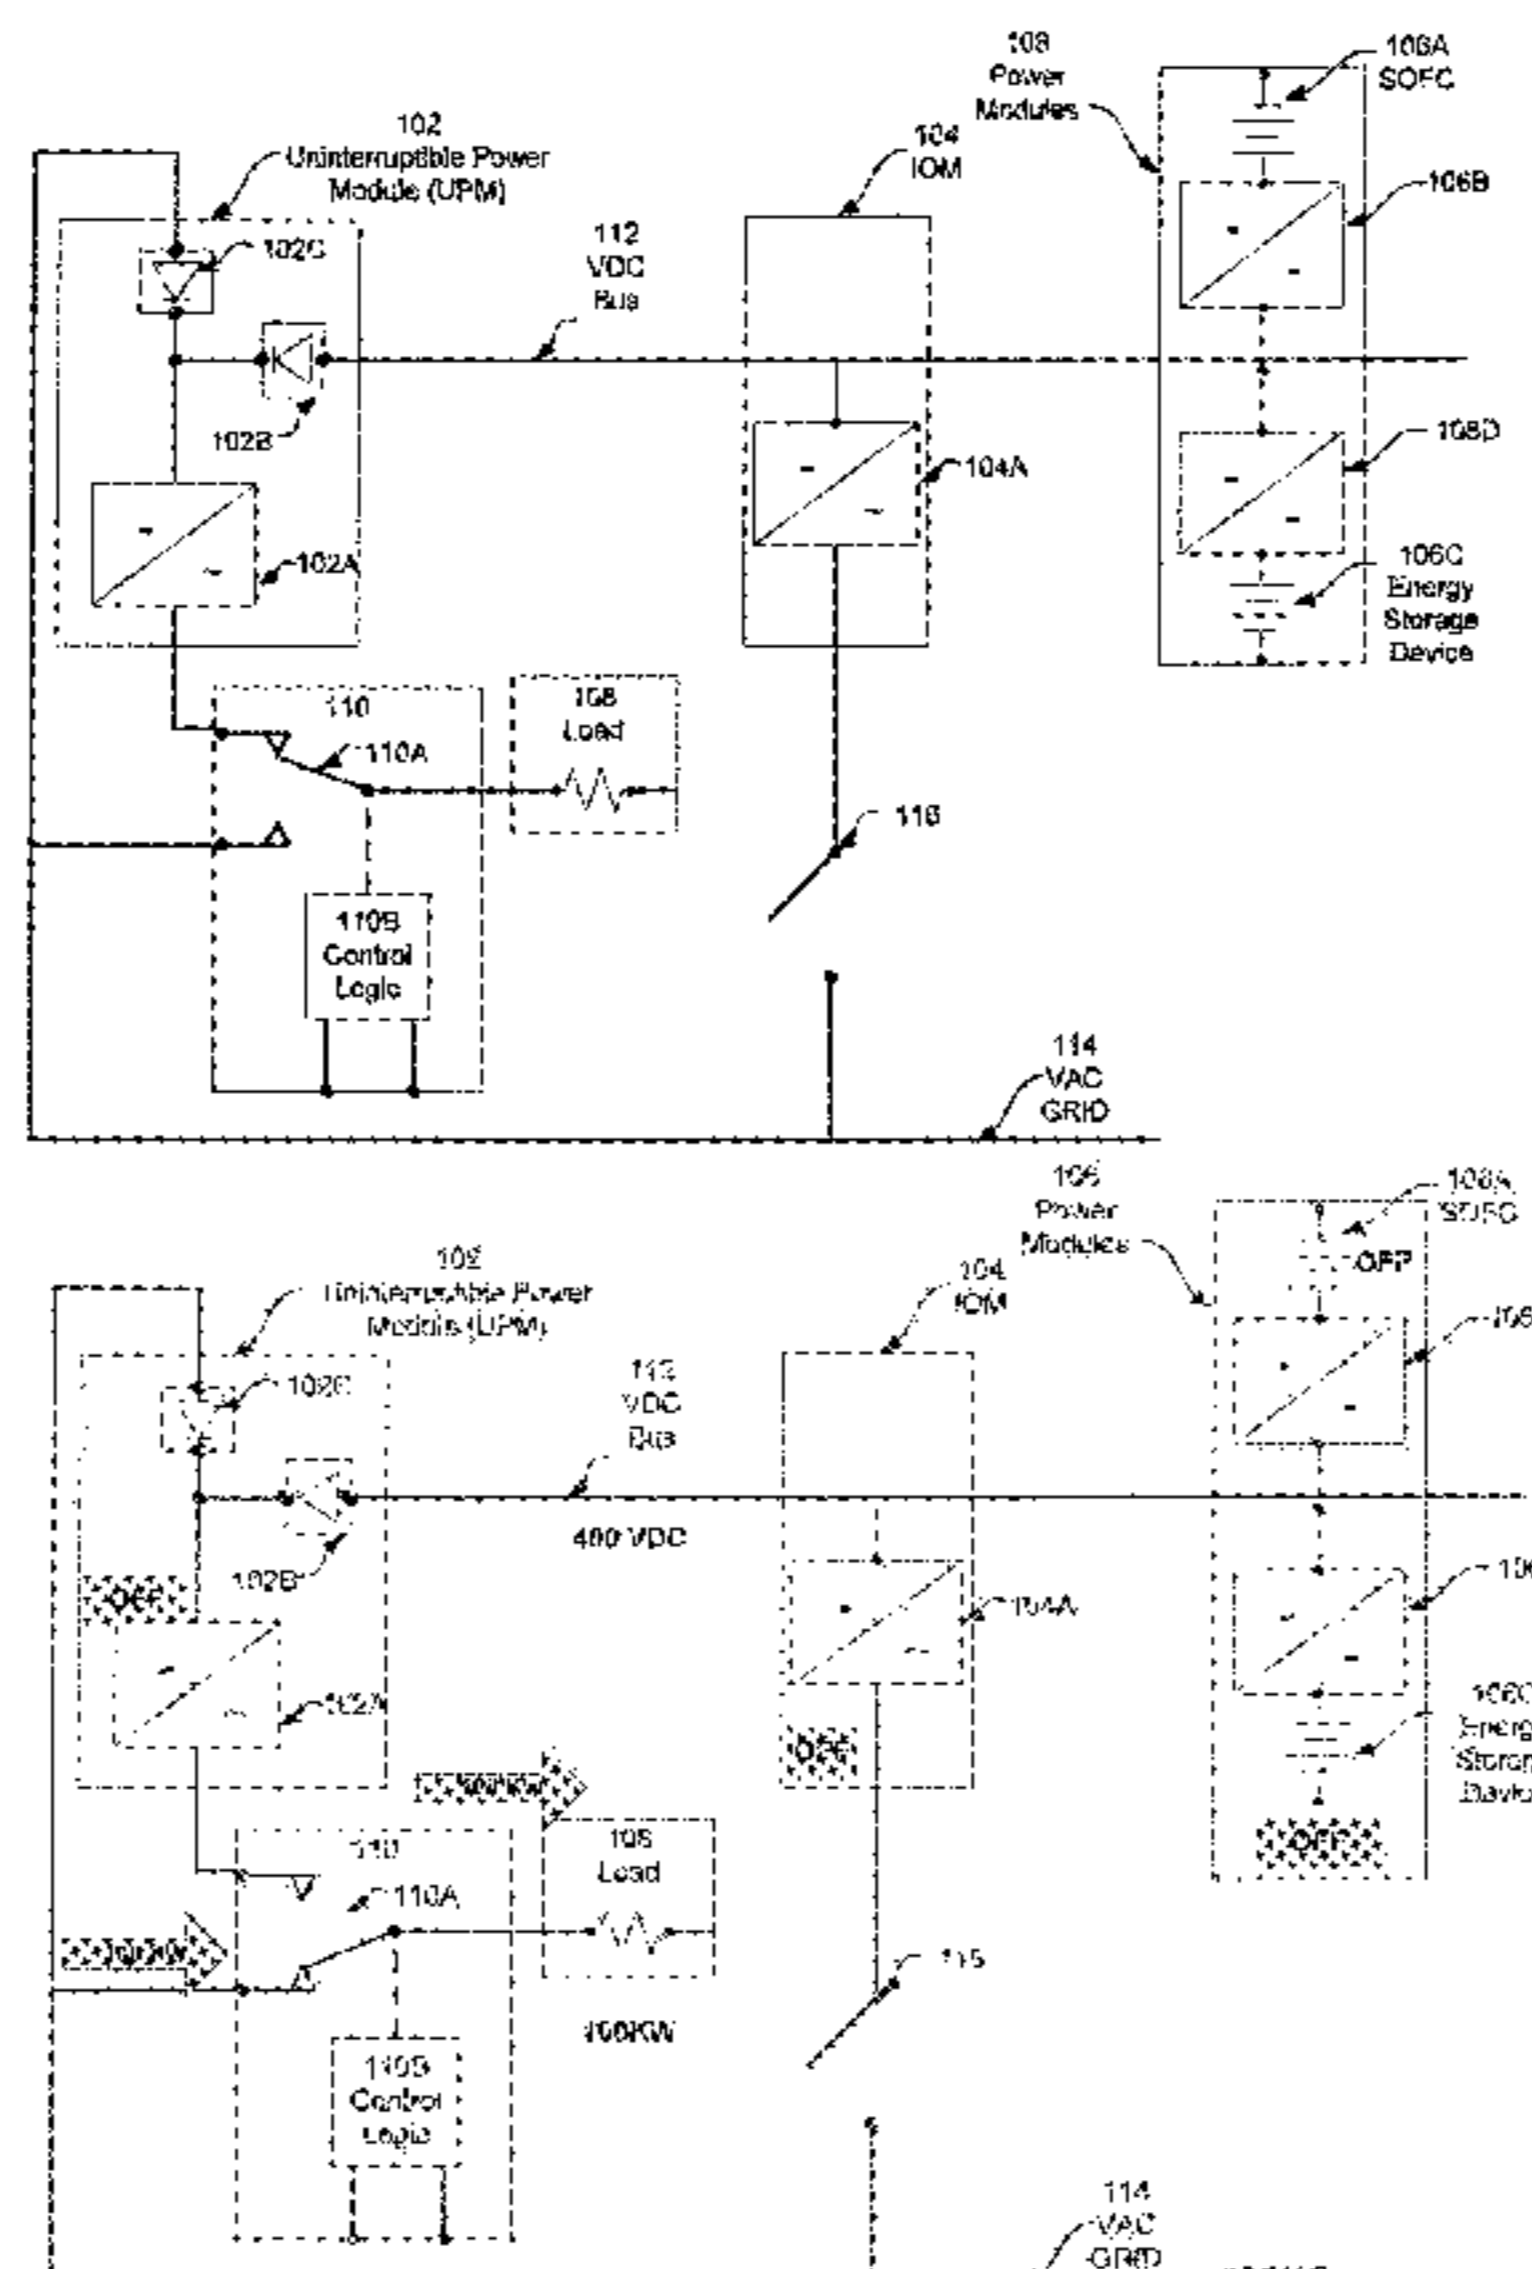 102
Uninterruptible Power
Module (UPM)
102C
112
VDC
Bus
102B
102A
104
IOM
104A
106
Power
Modules
106A
SOFC
106B
106D
106C
Energy
Storage
Device
110
110A
108
Load
116
110B
Control
Logic
114
VAC
GRID
106
Power
Modules
106A
SOFC
OFF
102
Uninterruptible Power
Module (UPM)
104
IOM
112
VDC
Bus
102C
400 VDC
102B
OFF
104A
102A
OFF
OFF
110
110A
108
Load
100KW
116
110B
Control
Logic
114
VAC
GRID